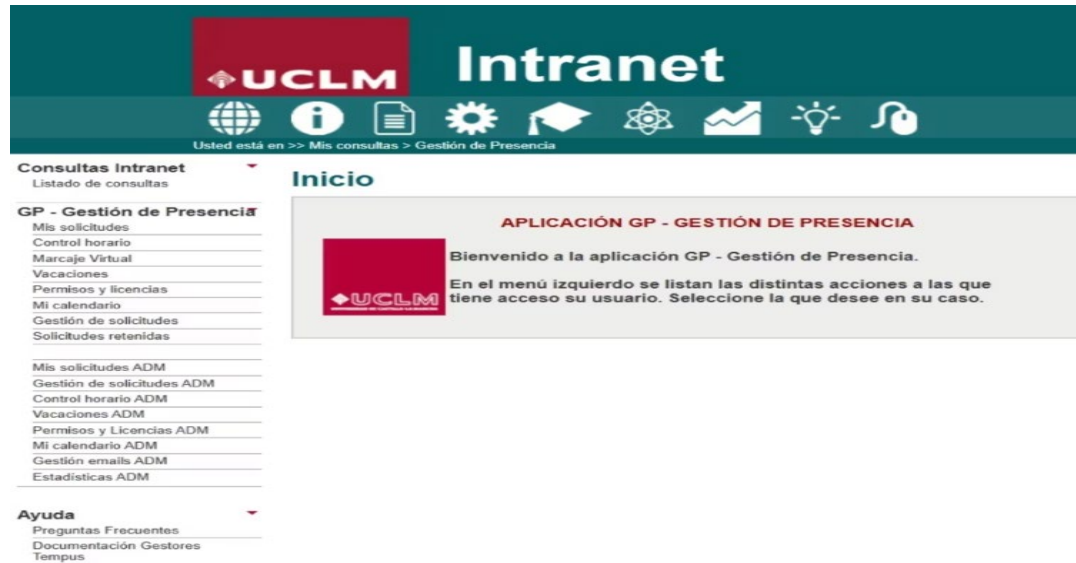 UCLM
Intranet
Usted está en >> Mis consultas > Gestión de Presencia
Consultas Intranet
Listado de consultas
GP - Gestión de Presencia
Mis solicitudes
Control horario
Marcaje Virtual
Vacaciones
Permisos y licencias
Mi calendario
Gestión de solicitudes
Solicitudes retenidas
Mis solicitudes ADM
Gestión de solicitudes ADM
Control horario ADM
Vacaciones ADM
Permisos y Licencias ADM
Mi calendario ADM
Gestión emails ADM
Estadísticas ADM
Ayuda
Preguntas Frecuentes
Documentación Gestores
Tempus
Inicio
APLICACIÓN GP - GESTIÓN DE PRESENCIA
UCLM
UNIVERSIDAD DE CASTILLA-LA MANCHA
Bienvenido a la aplicación GP - Gestión de Presencia.
En el menú izquierdo se listan las distintas acciones a las que
tiene acceso su usuario. Seleccione la que desee en su caso.